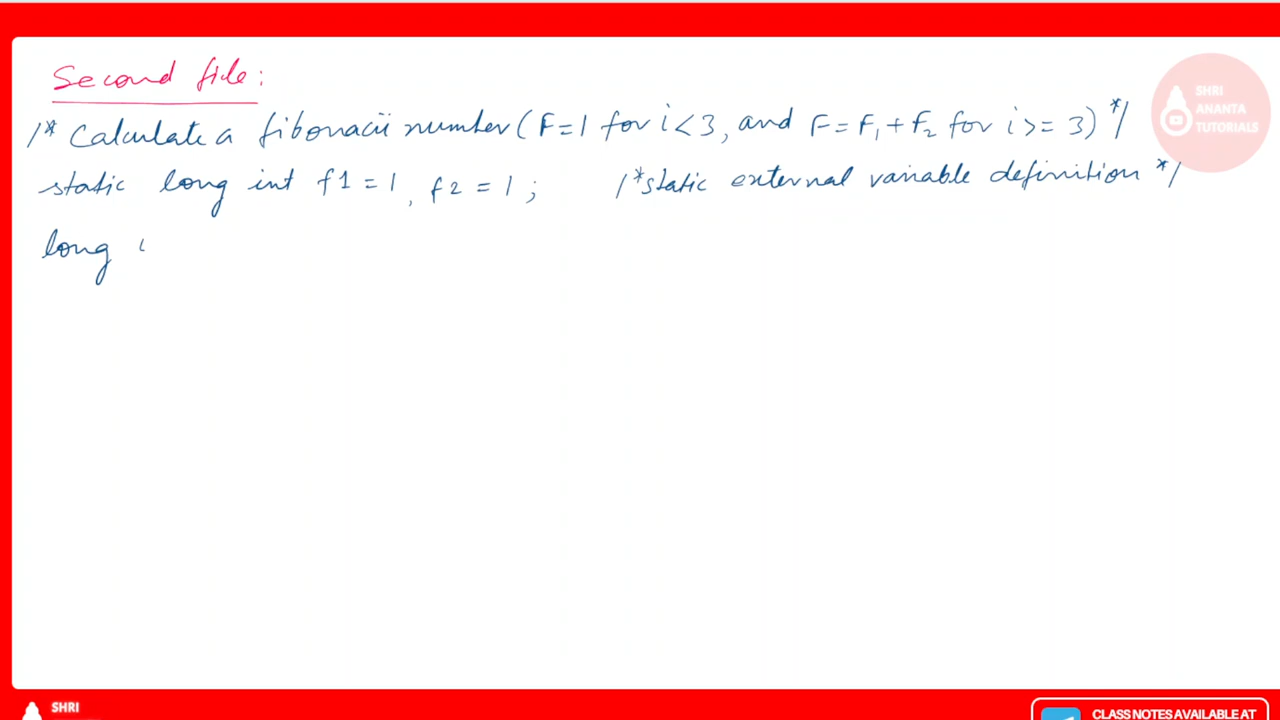 Second file:
/* Calculate a fibonacii number (F=1 for i<3, and F = F1 + F2 for i >= 3) */
static long int f1 = 1, f2 = 1; /* static external variable definition */
long
SHRI
ANANTA
TUTORIALS
SHRI
CLASS NOTES AVAILABLE AT